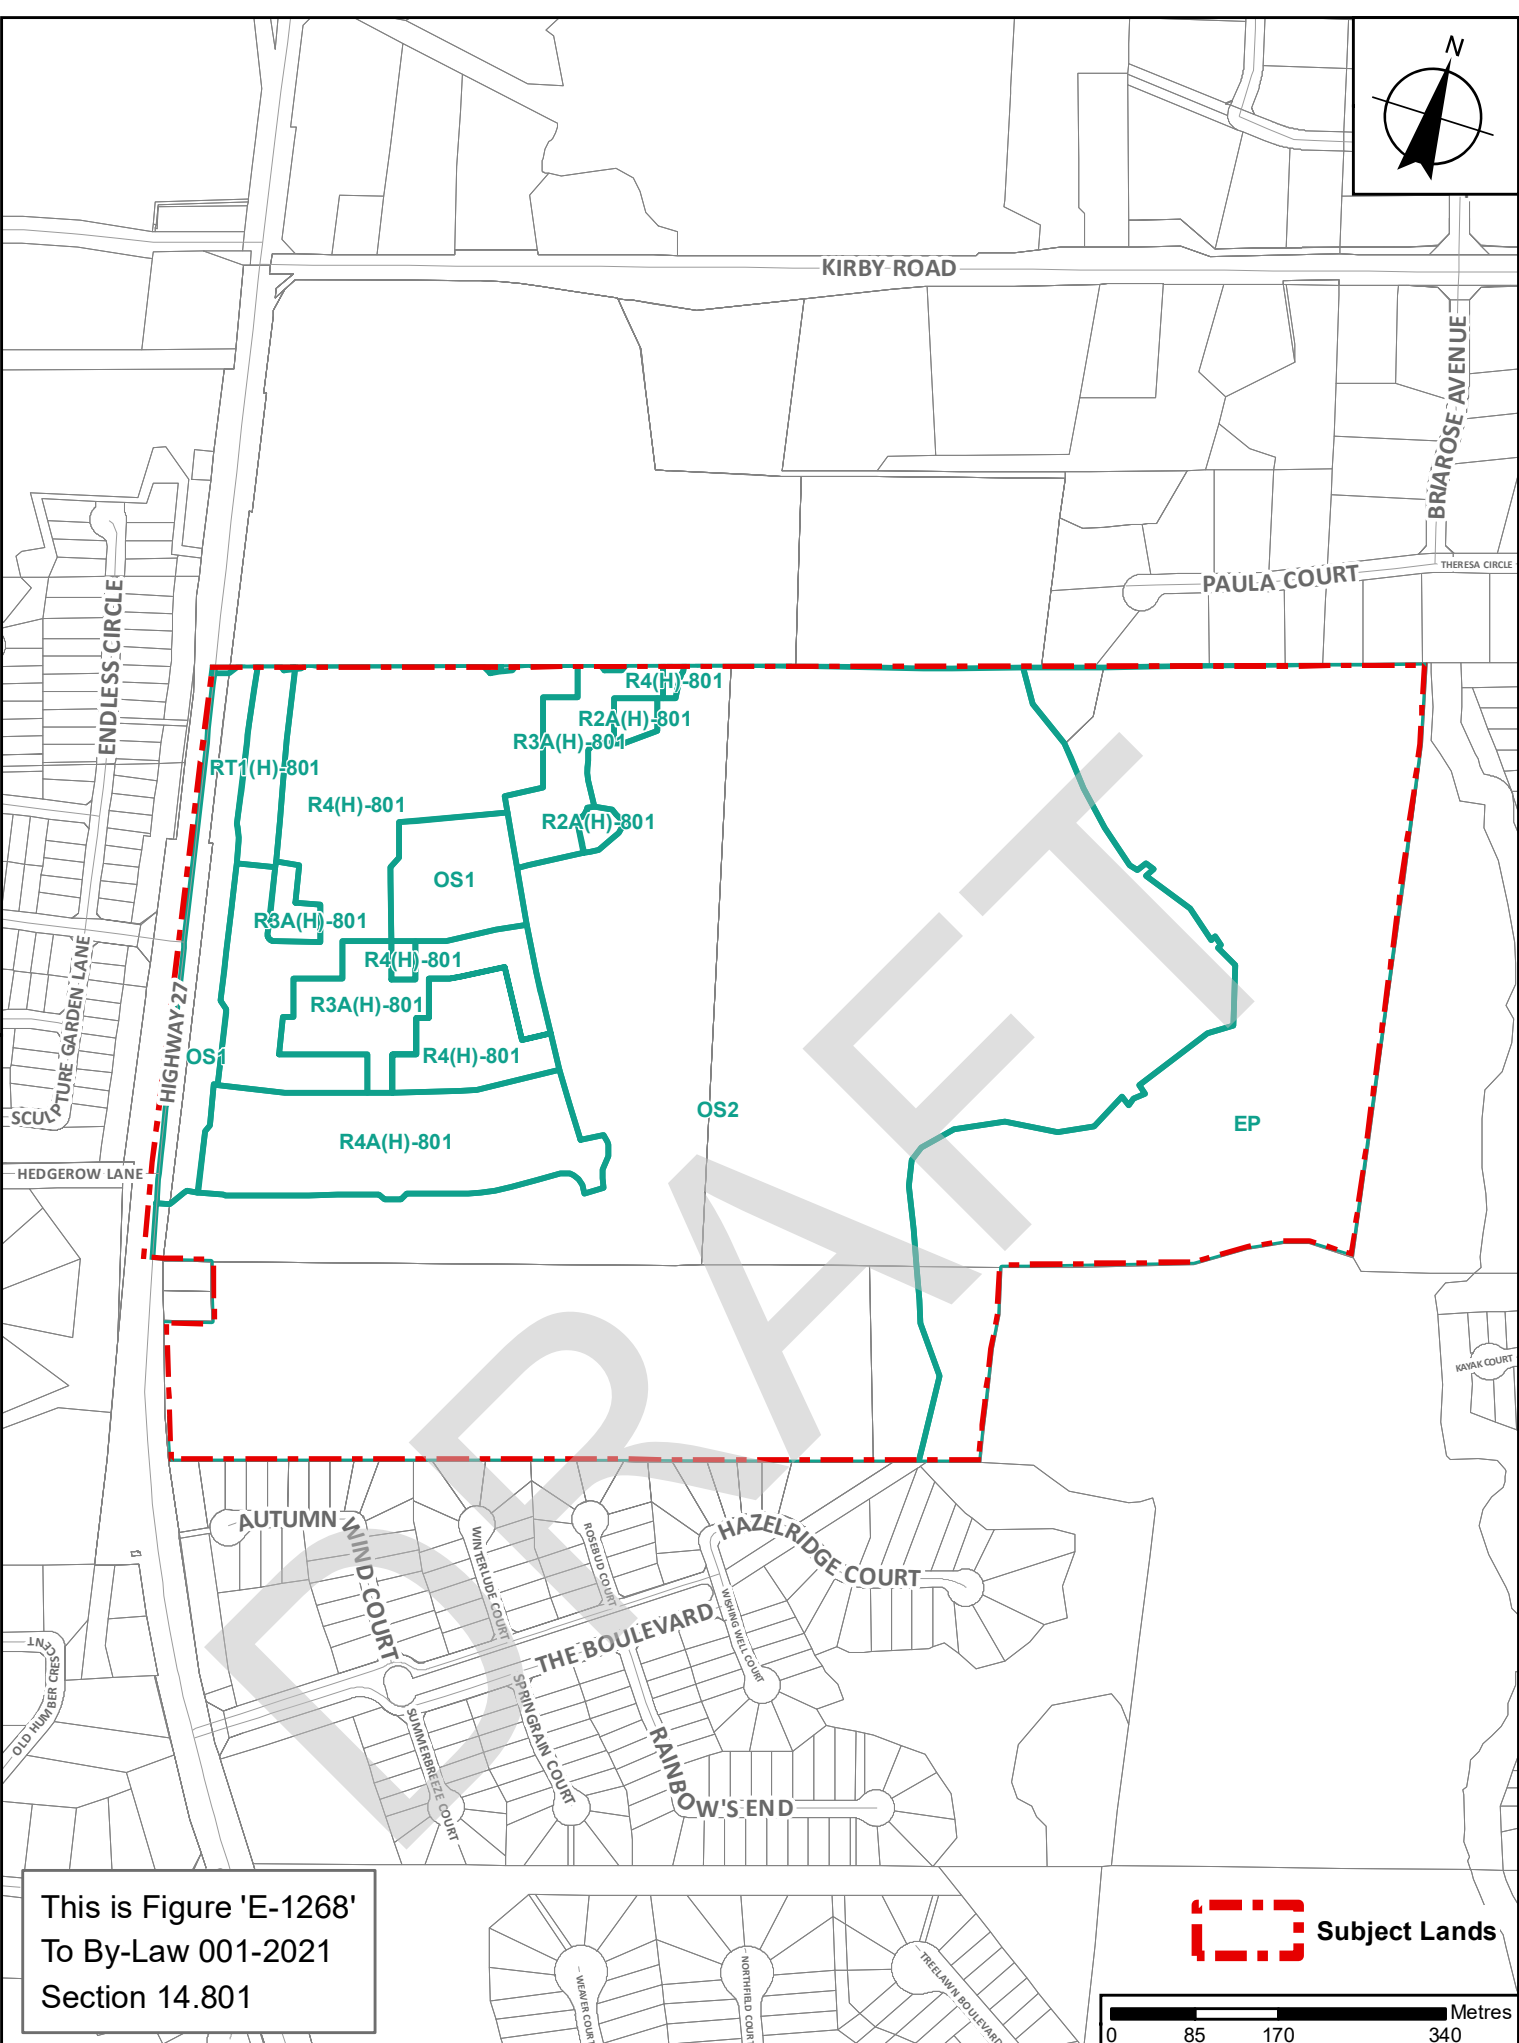 N
KIRBY ROAD
BRIAROSE AVENUE
THERESA CIRCLE
PAULA COURT
ENDLESS CIRCLE
R4(H)-801
R2A(H)-801
R3A(H)-801
RT1(H)-801
R4(H)-801
R2A(H)-801
OS1
R3A(H)-801
R4(H)-801
R3A(H)-801
OS1
R4(H)-801
SCULPTURE GARDEN LANE
HIGHWAY 27
OS2
EP
R4A(H)-801
HEDGEROW LANE
DRAFT
KAYAK COURT
AUTUMN WIND COURT
WINTERLUDE COURT
ROSEBUD COURT
HAZELRIDGE COURT
WISHING WELL COURT
THE BOULEVARD
OLD HUMBER CRESCENT
SUMMERBREEZE COURT
SPRINGRAIN COURT
RAINBOW'S END
This is Figure 'E-1268'
To By-Law 001-2021
Section 14.801
WEAVER COURT
NORTHFIELD COURT
TREELAWN BOULEVARD
Subject Lands
Metres
0 85 170 340